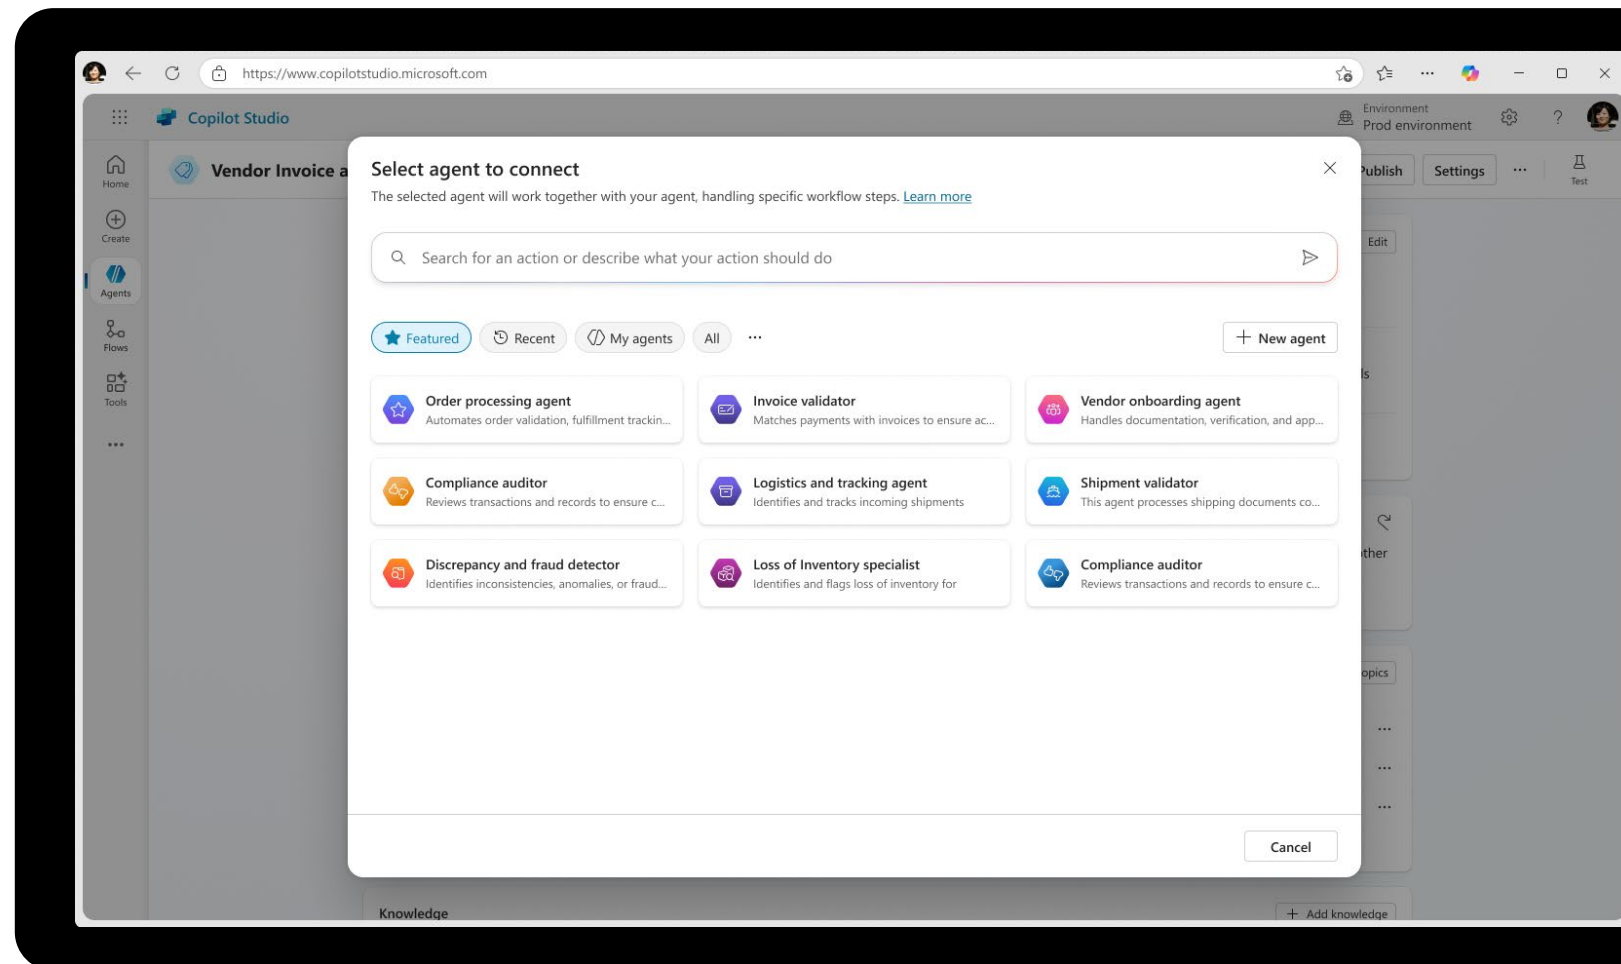 https://www.copilotstudio.microsoft.com
Copilot Studio
Environment
Prod environment
Home
Create
Agents
Flows
Tools
Vendor Invoice a
Publish
Settings
Test
Select agent to connect
The selected agent will work together with your agent, handling specific workflow steps. Learn more
Search for an action or describe what your action should do
Featured
Recent
My agents
All
New agent
Order processing agent
Automates order validation, fulfillment trackin...
Invoice validator
Matches payments with invoices to ensure ac...
Vendor onboarding agent
Handles documentation, verification, and app...
Compliance auditor
Reviews transactions and records to ensure c...
Logistics and tracking agent
Identifies and tracks incoming shipments
Shipment validator
This agent processes shipping documents co...
Discrepancy and fraud detector
Identifies inconsistencies, anomalies, or fraud...
Loss of Inventory specialist
Identifies and flags loss of inventory for
Compliance auditor
Reviews transactions and records to ensure c...
Cancel
Edit
ls
ther
opics
Knowledge
Add knowledge